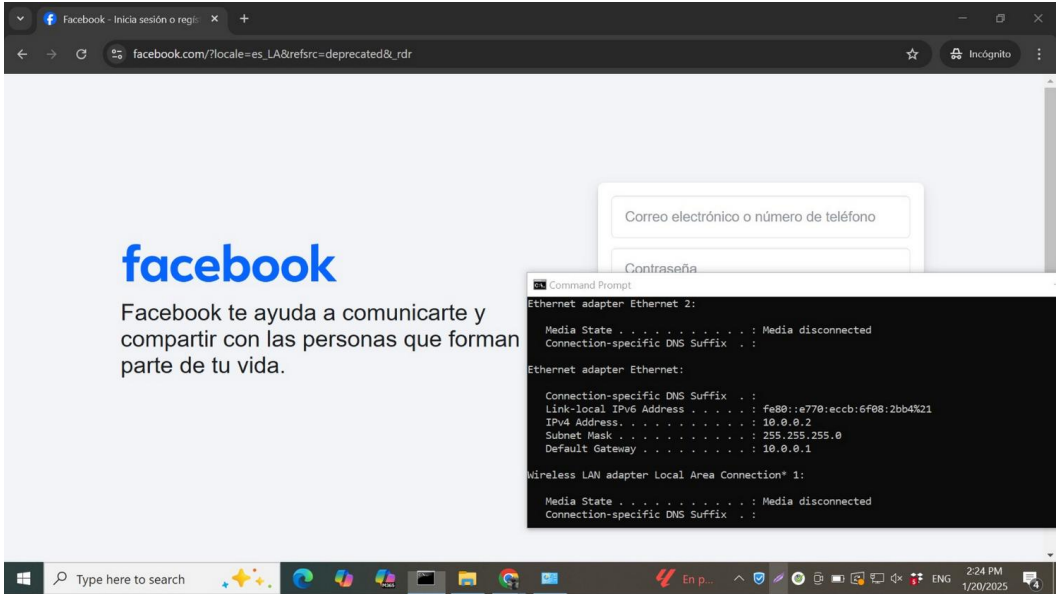 Facebook - Inicia sesión o regís
facebook.com/?locale=es_LA&refsrc=deprecated&_rdr
Incógnito
facebook
Facebook te ayuda a comunicarte y
compartir con las personas que forman
parte de tu vida.
Correo electrónico o número de teléfono
Contraseña
Command Prompt
Ethernet adapter Ethernet 2:
Media State . . . . . . . . . . . : Media disconnected
Connection-specific DNS Suffix . :
Ethernet adapter Ethernet:
Connection-specific DNS Suffix . :
Link-local IPv6 Address . . . . . : fe80::e770:eccb:6f08:2bb4%21
IPv4 Address. . . . . . . . . . . : 10.0.0.2
Subnet Mask . . . . . . . . . . . : 255.255.255.0
Default Gateway . . . . . . . . . : 10.0.0.1
Wireless LAN adapter Local Area Connection* 1:
Media State . . . . . . . . . . . : Media disconnected
Connection-specific DNS Suffix . :
Type here to search
En p...
ENG
2:24 PM
1/20/2025
4